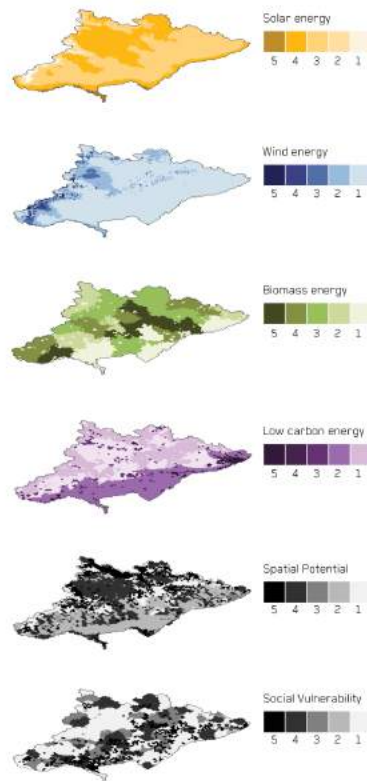 Solar energy
5 4 3 2 1
Wind energy
5 4 3 2 1
Biomass energy
5 4 3 2 1
Low carbon energy
5 4 3 2 1
Spatial Potential
5 4 3 2 1
Social Vulnerability
5 4 3 2 1